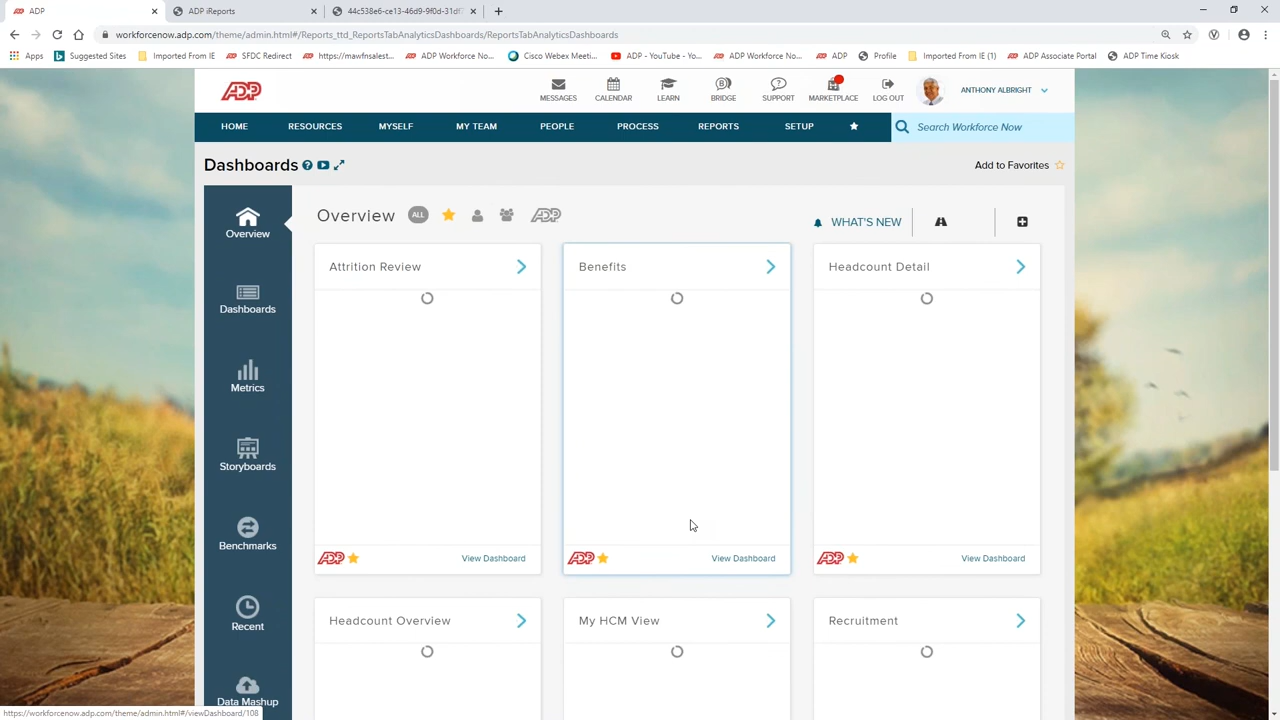 ADP
ADP iReports
44c538e6-ce13-46d9-9f0d-31df7
workforcenow.adp.com/theme/admin.html#/Reports_ttd_ReportsTabAnalyticsDashboards/ReportsTabAnalyticsDashboards
Apps
Suggested Sites
Imported From IE
SFDC Redirect
https://mawfnsalest...
ADP Workforce No...
Cisco Webex Meeti...
ADP - YouTube - Yo...
ADP Workforce No...
ADP
Profile
Imported From IE (1)
ADP Associate Portal
ADP Time Kiosk
ADP
MESSAGES
CALENDAR
LEARN
BRIDGE
SUPPORT
MARKETPLACE
LOG OUT
ANTHONY ALBRIGHT
HOME
RESOURCES
MYSELF
MY TEAM
PEOPLE
PROCESS
REPORTS
SETUP
Search Workforce Now
Dashboards
Add to Favorites
Overview
Dashboards
Metrics
Storyboards
Benchmarks
Recent
Data Mashup
Overview
ALL
ADP
WHAT'S NEW
Attrition Review
Benefits
Headcount Detail
ADP
View Dashboard
ADP
View Dashboard
ADP
View Dashboard
Headcount Overview
My HCM View
Recruitment
https://workforcenow.adp.com/theme/admin.html#/viewDashboard/108